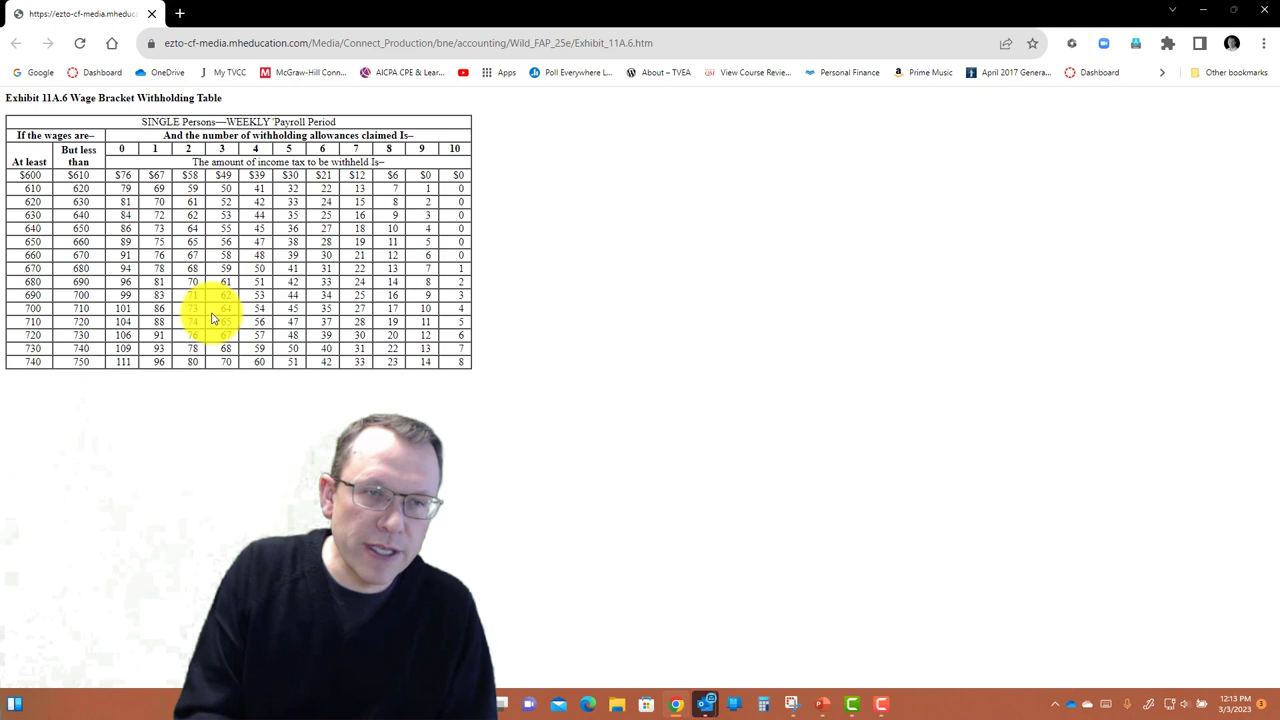 https://ezto-cf-media.mheduca
ezto-cf-media.mheducation.com/Media/Connect_Production/bne/accounting/Wild_FAP_25e/Exhibit_11A.6.htm
Google Dashboard OneDrive My TVCC McGraw-Hill Conn... AICPA CPE & Lear... Apps Poll Everywhere L... About – TVEA View Course Review... Personal Finance Prime Music April 2017 Genera... Dashboard Other bookmarks
Exhibit 11A.6 Wage Bracket Withholding Table
SINGLE Persons—WEEKLY 'Payroll Period
If the wages are– And the number of withholding allowances claimed Is–
At least But less than 0 1 2 3 4 5 6 7 8 9 10
The amount of income tax to be withheld Is–
$600 $610 $76 $67 $58 $49 $39 $30 $21 $12 $6 $0 $0
610 620 79 69 59 50 41 32 22 13 7 1 0
620 630 81 70 61 52 42 33 24 15 8 2 0
630 640 84 72 62 53 44 35 25 16 9 3 0
640 650 86 73 64 55 45 36 27 18 10 4 0
650 660 89 75 65 56 47 38 28 19 11 5 0
660 670 91 76 67 58 48 39 30 21 12 6 0
670 680 94 78 68 59 50 41 31 22 13 7 1
680 690 96 81 70 61 51 42 33 24 14 8 2
690 700 99 83 71 62 53 44 34 25 16 9 3
700 710 101 86 73 64 54 45 35 27 17 10 4
710 720 104 88 74 65 56 47 37 28 19 11 5
720 730 106 91 76 67 57 48 39 30 20 12 6
730 740 109 93 78 68 59 50 40 31 22 13 7
740 750 111 96 80 70 60 51 42 33 23 14 8
12:13 PM
3/3/2023